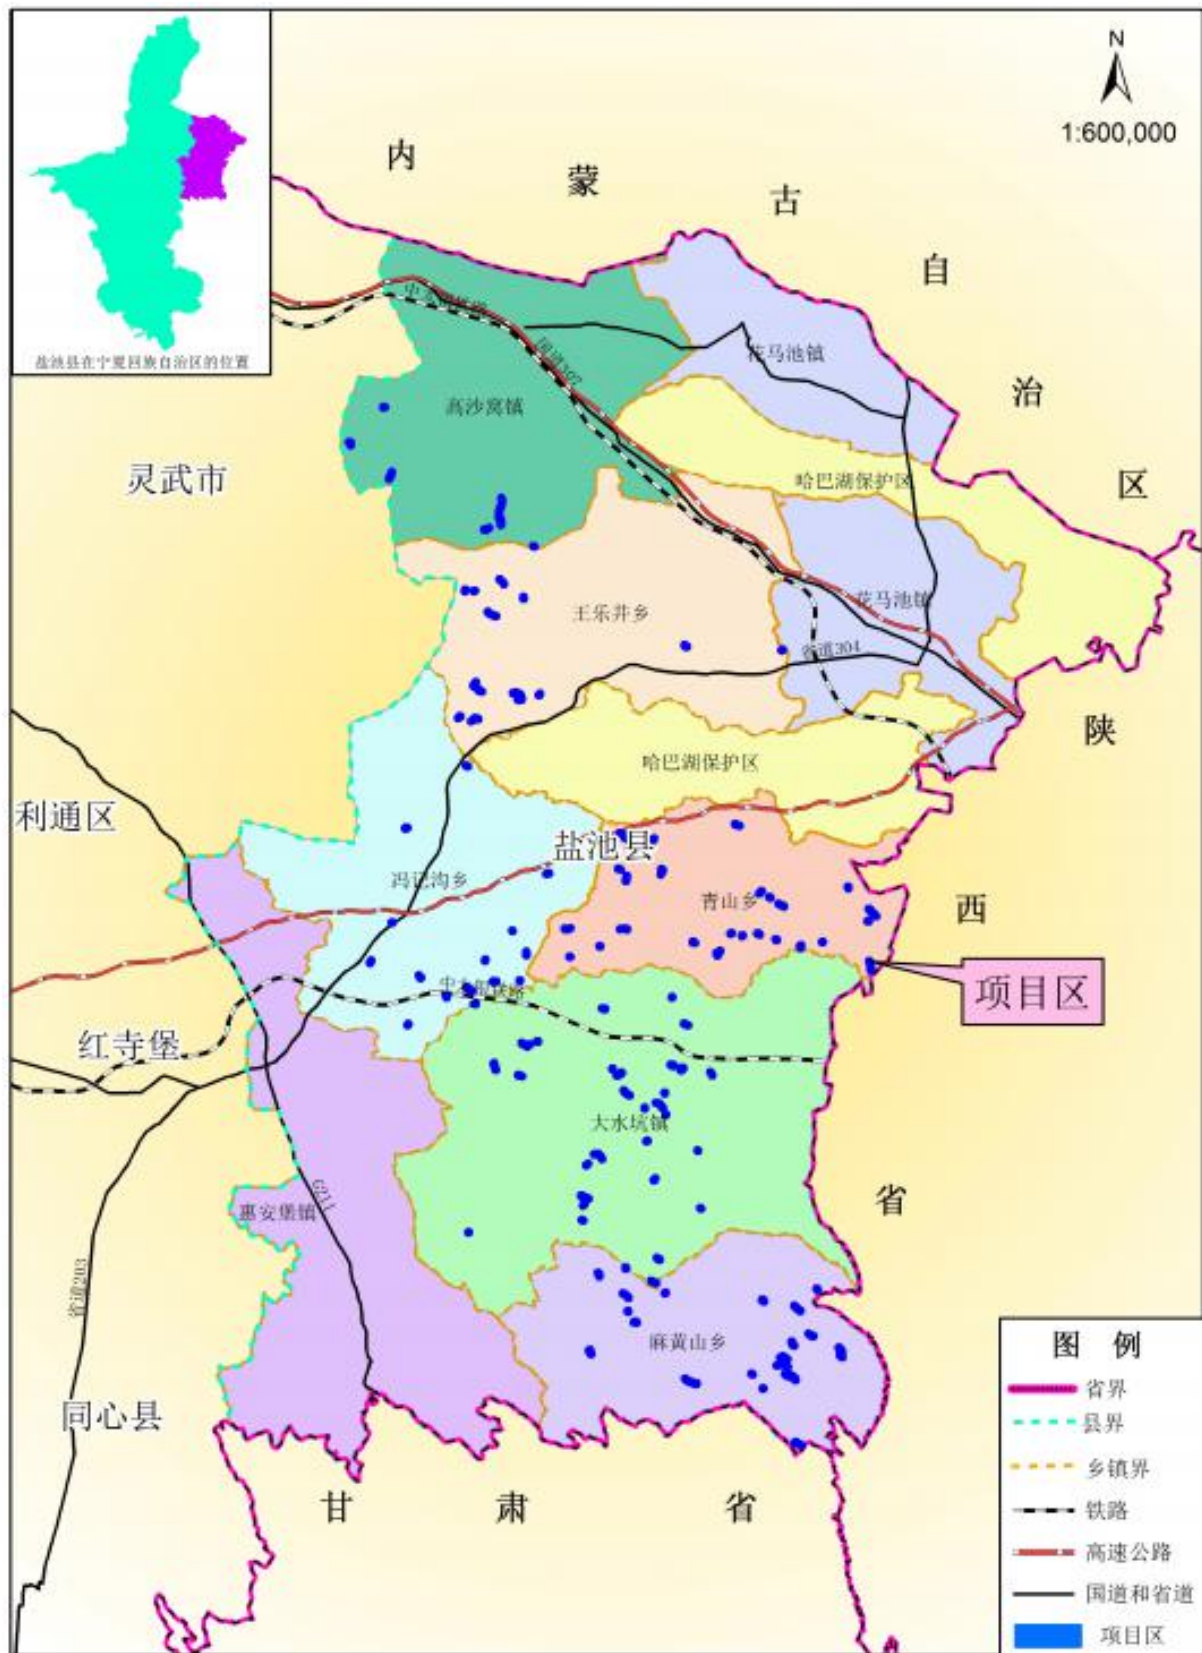 N
1:600,000
盐池县在宁夏回族自治区的位置
内
蒙
古
自
治
区
花马池镇
国道307
高沙窝镇
灵武市
哈巴湖保护区
王乐井乡
花马池镇
省道304
陕
哈巴湖保护区
利通区
盐池县
冯记沟乡
青山乡
西
项目区
红寺堡
大水坑镇
G211
惠安堡镇
省
省道203
麻黄山乡
同心县
甘
肃
省
图 例
省界
县界
乡镇界
铁路
高速公路
国道和省道
项目区